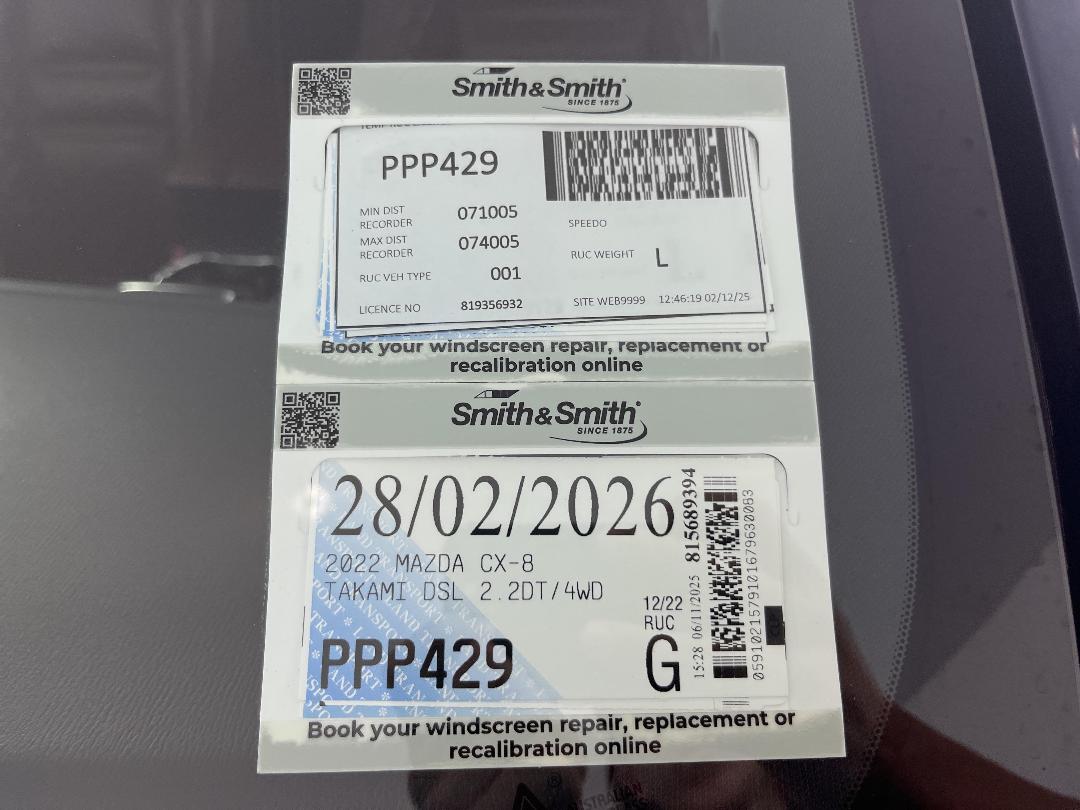 Smith&Smith
SINCE 1875
PPP429
MIN DIST
RECORDER
071005
SPEEDO
MAX DIST
RECORDER
074005
RUC WEIGHT L
RUC VEH TYPE 001
LICENCE NO 819356932
SITE WEB9999 12:46:19 02/12/25
Book your windscreen repair, replacement or
recalibration online
Smith&Smith
SINCE 1875
28/02/2026
2022 MAZDA CX-8
TAKAMI DSL 2.2DT/4WD
12/22
RUC
G
PPP429
815689394
15:28 06/11/2025
0591021579101679630083
Book your windscreen repair, replacement or
recalibration online
AUSTRALIAN